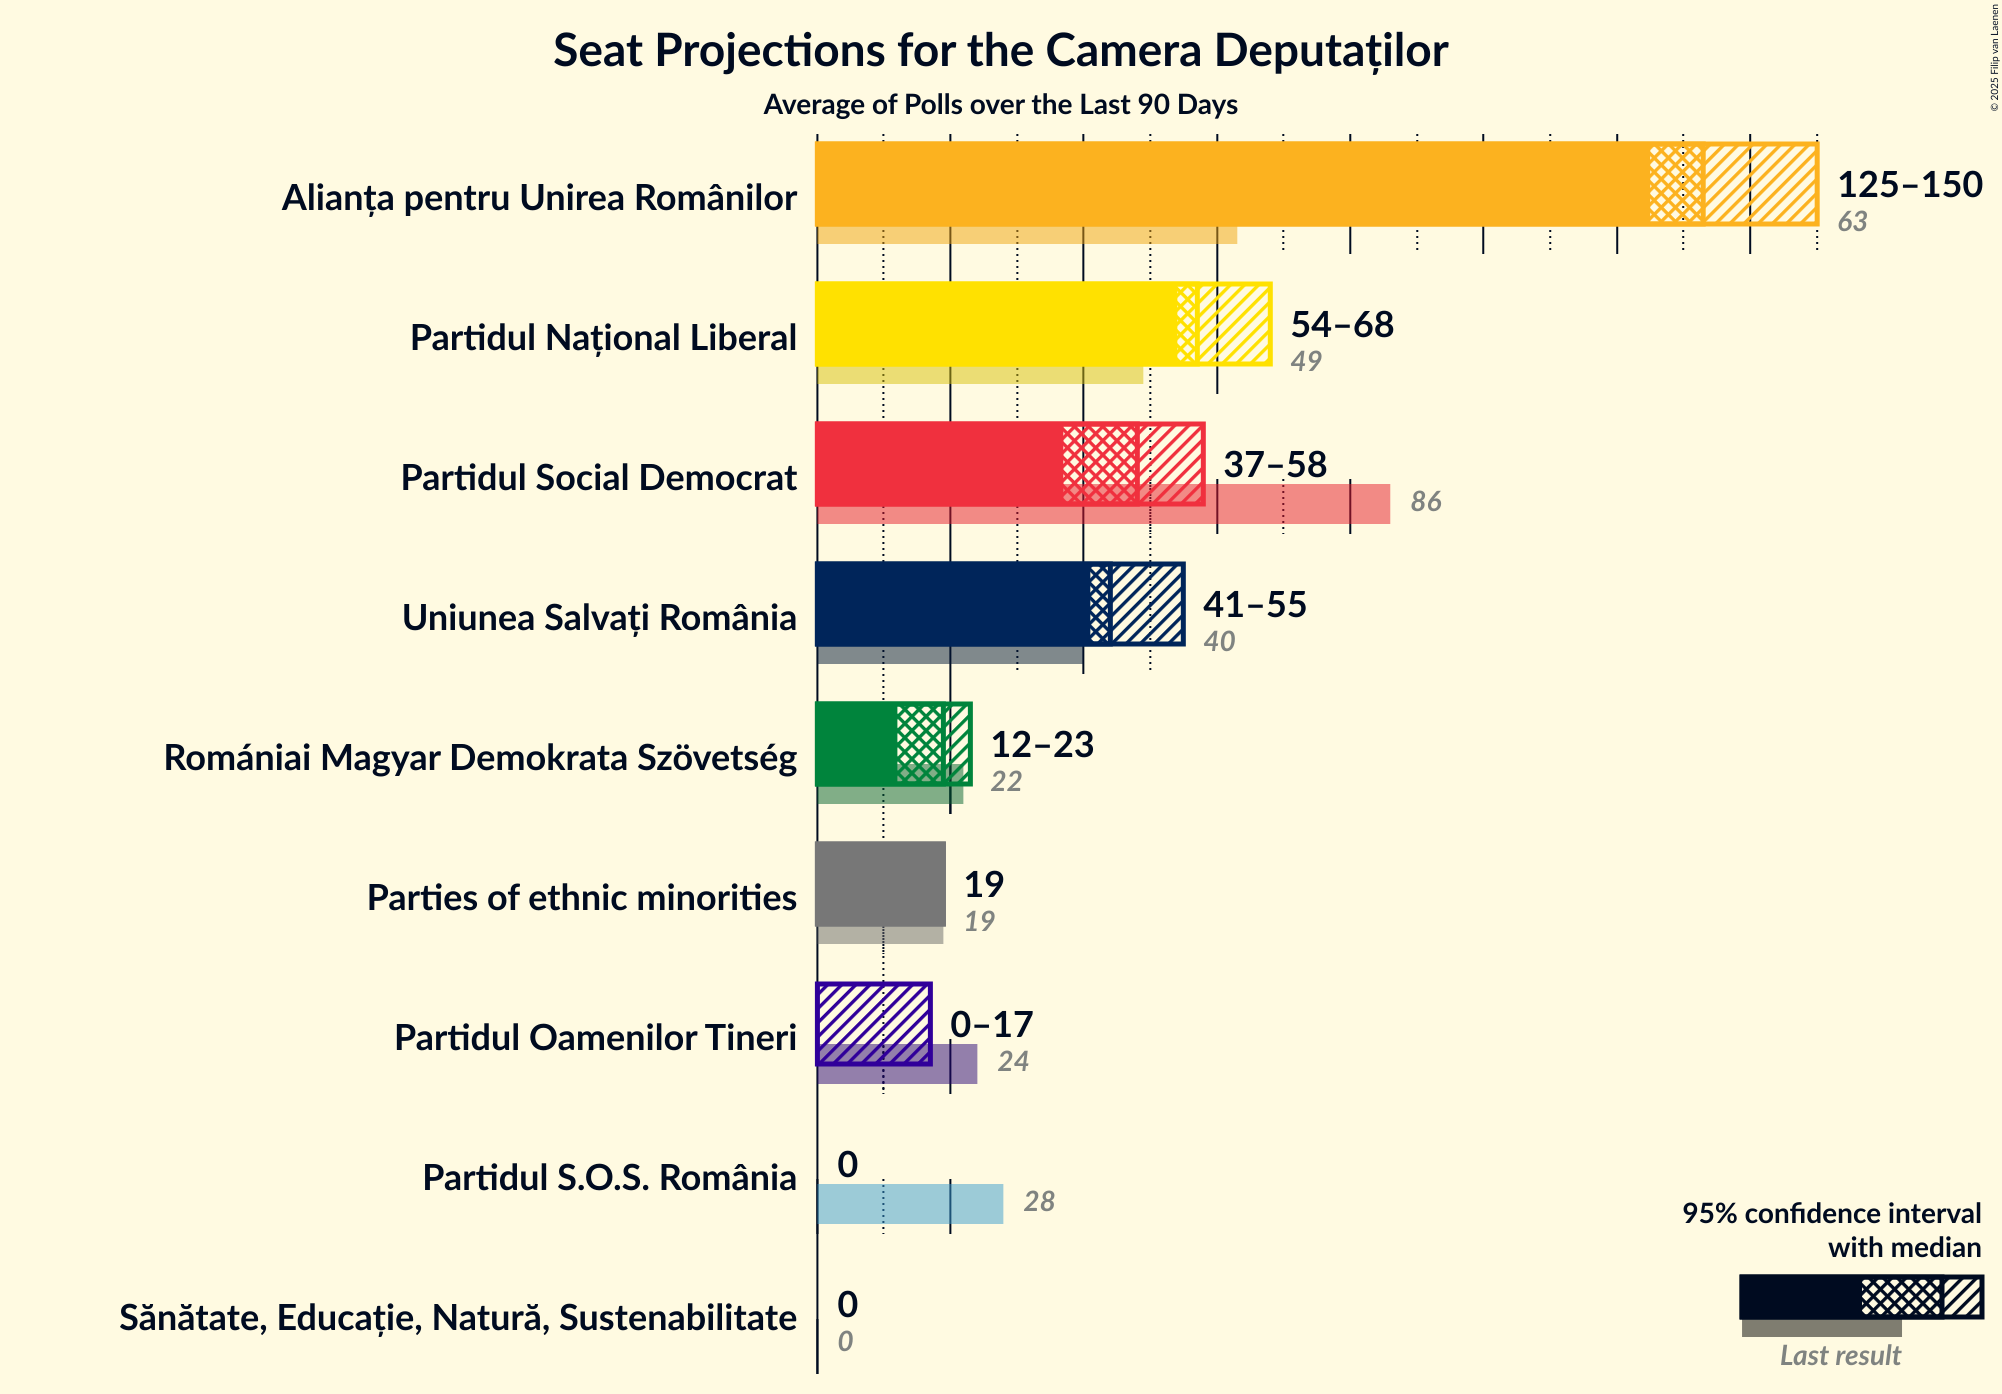 Seat Projections for the Camera Deputaților
Average of Polls over the Last 90 Days
© 2025 Filip van Laenen
Alianța pentru Unirea Românilor
125–150
63
Partidul Național Liberal
54–68
49
Partidul Social Democrat
37–58
86
Uniunea Salvați România
41–55
40
Romániai Magyar Demokrata Szövetség
12–23
22
Parties of ethnic minorities
19
19
Partidul Oamenilor Tineri
0–17
24
Partidul S.O.S. România
0
28
Sănătate, Educație, Natură, Sustenabilitate
0
0
95% confidence interval
with median
Last result